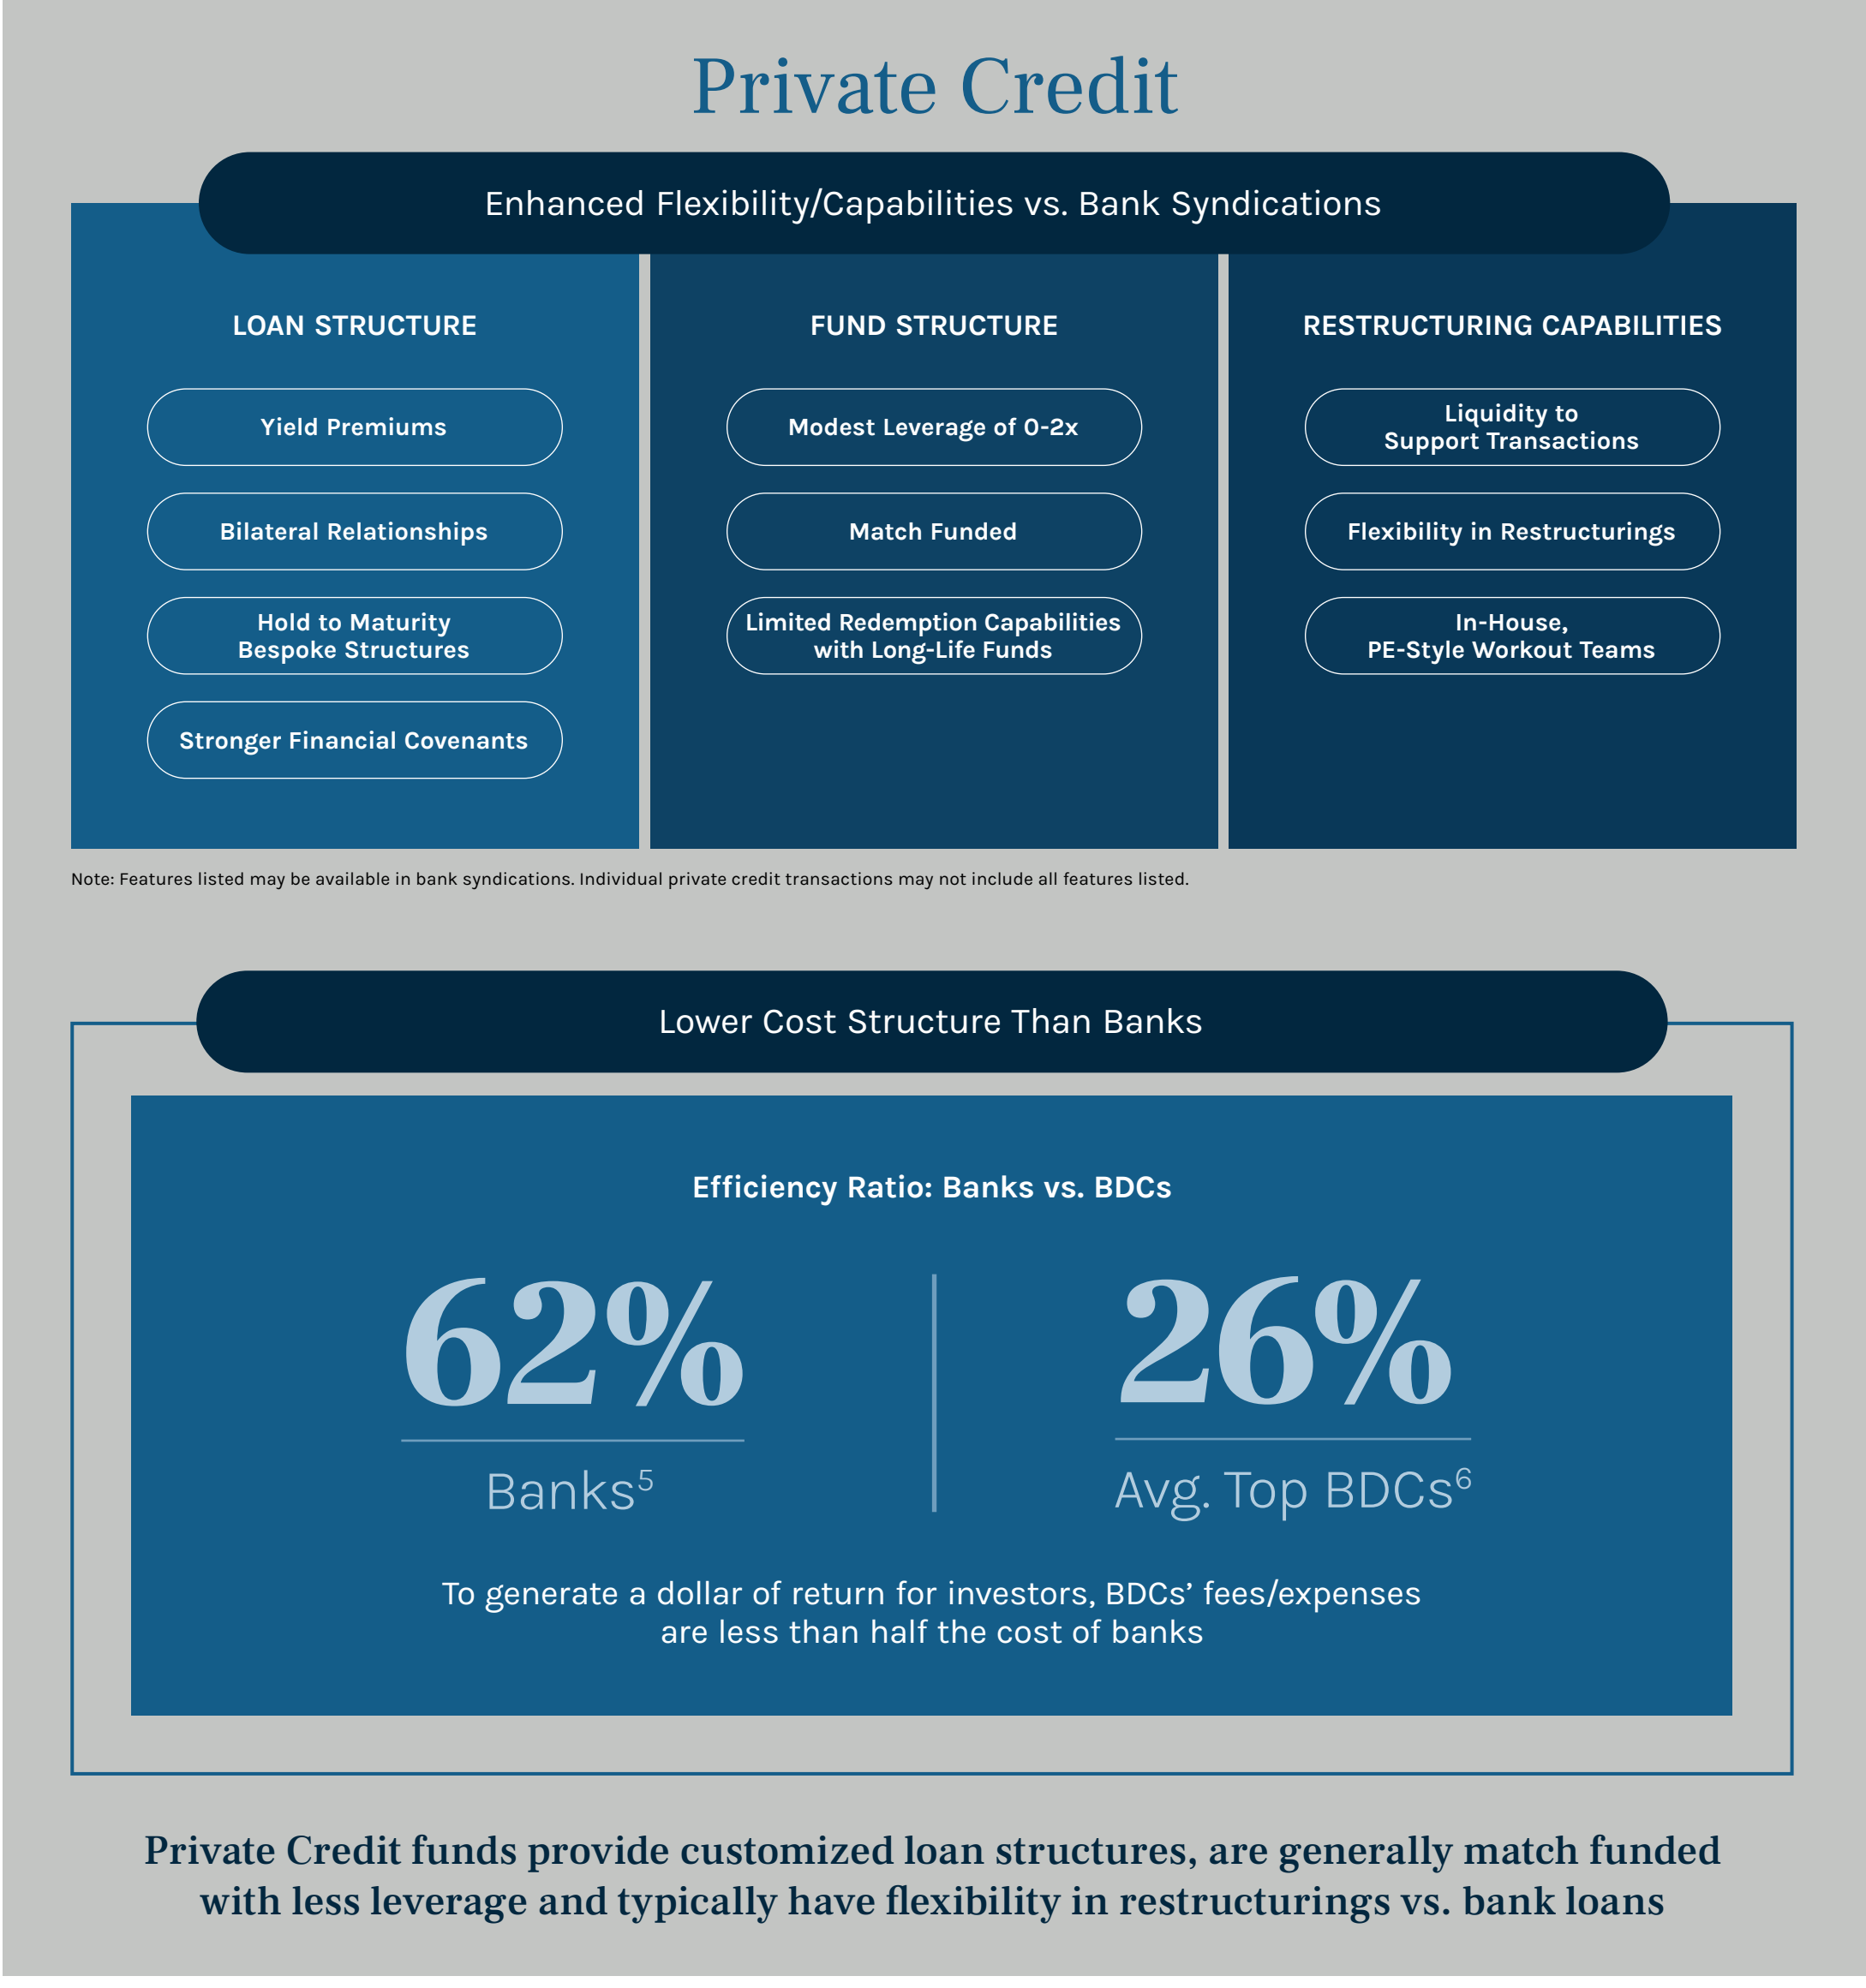 Private Credit
Enhanced Flexibility/Capabilities vs. Bank Syndications
LOAN STRUCTURE
Yield Premiums
Bilateral Relationships
Hold to Maturity
Bespoke Structures
Stronger Financial Covenants
FUND STRUCTURE
Modest Leverage of 0-2x
Match Funded
Limited Redemption Capabilities
with Long-Life Funds
RESTRUCTURING CAPABILITIES
Liquidity to
Support Transactions
Flexibility in Restructurings
In-House,
PE-Style Workout Teams
Note: Features listed may be available in bank syndications. Individual private credit transactions may not include all features listed.
Lower Cost Structure Than Banks
Efficiency Ratio: Banks vs. BDCs
62%
Banks⁵
26%
Avg. Top BDCs⁶
To generate a dollar of return for investors, BDCs’ fees/expenses
are less than half the cost of banks
Private Credit funds provide customized loan structures, are generally match funded
with less leverage and typically have flexibility in restructurings vs. bank loans